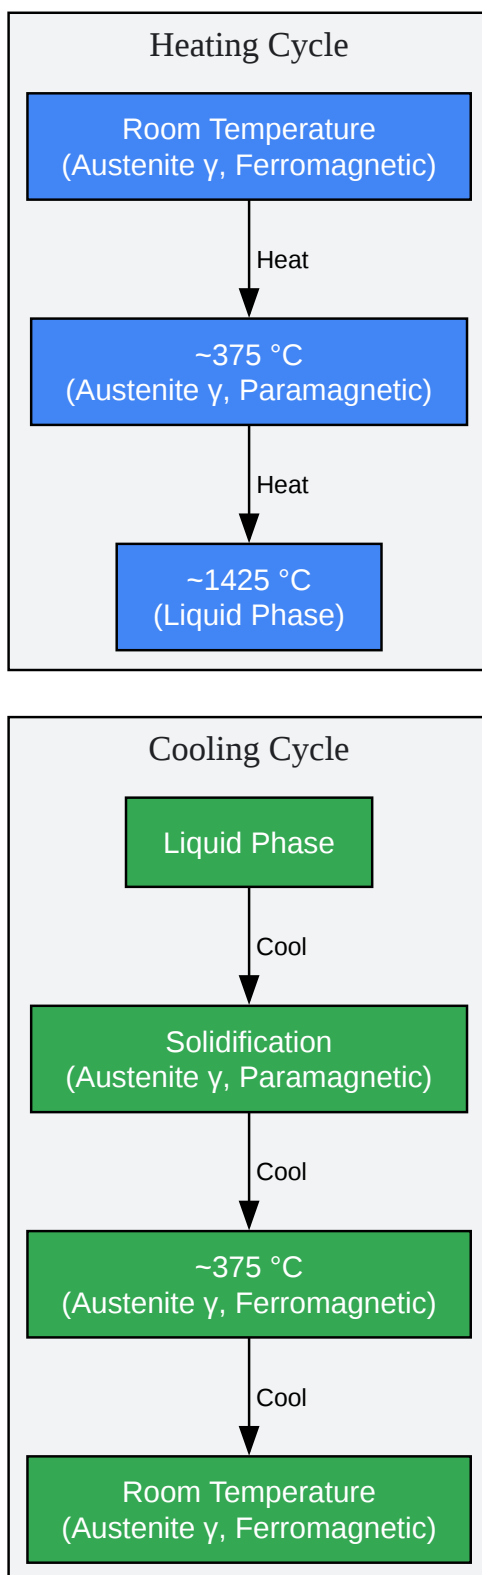 Heating Cycle
Room Temperature
(Austenite γ, Ferromagnetic)
Heat
~375 °C
(Austenite γ, Paramagnetic)
Heat
~1425 °C
(Liquid Phase)
Cooling Cycle
Liquid Phase
Cool
Solidification
(Austenite γ, Paramagnetic)
Cool
~375 °C
(Austenite γ, Ferromagnetic)
Cool
Room Temperature
(Austenite γ, Ferromagnetic)